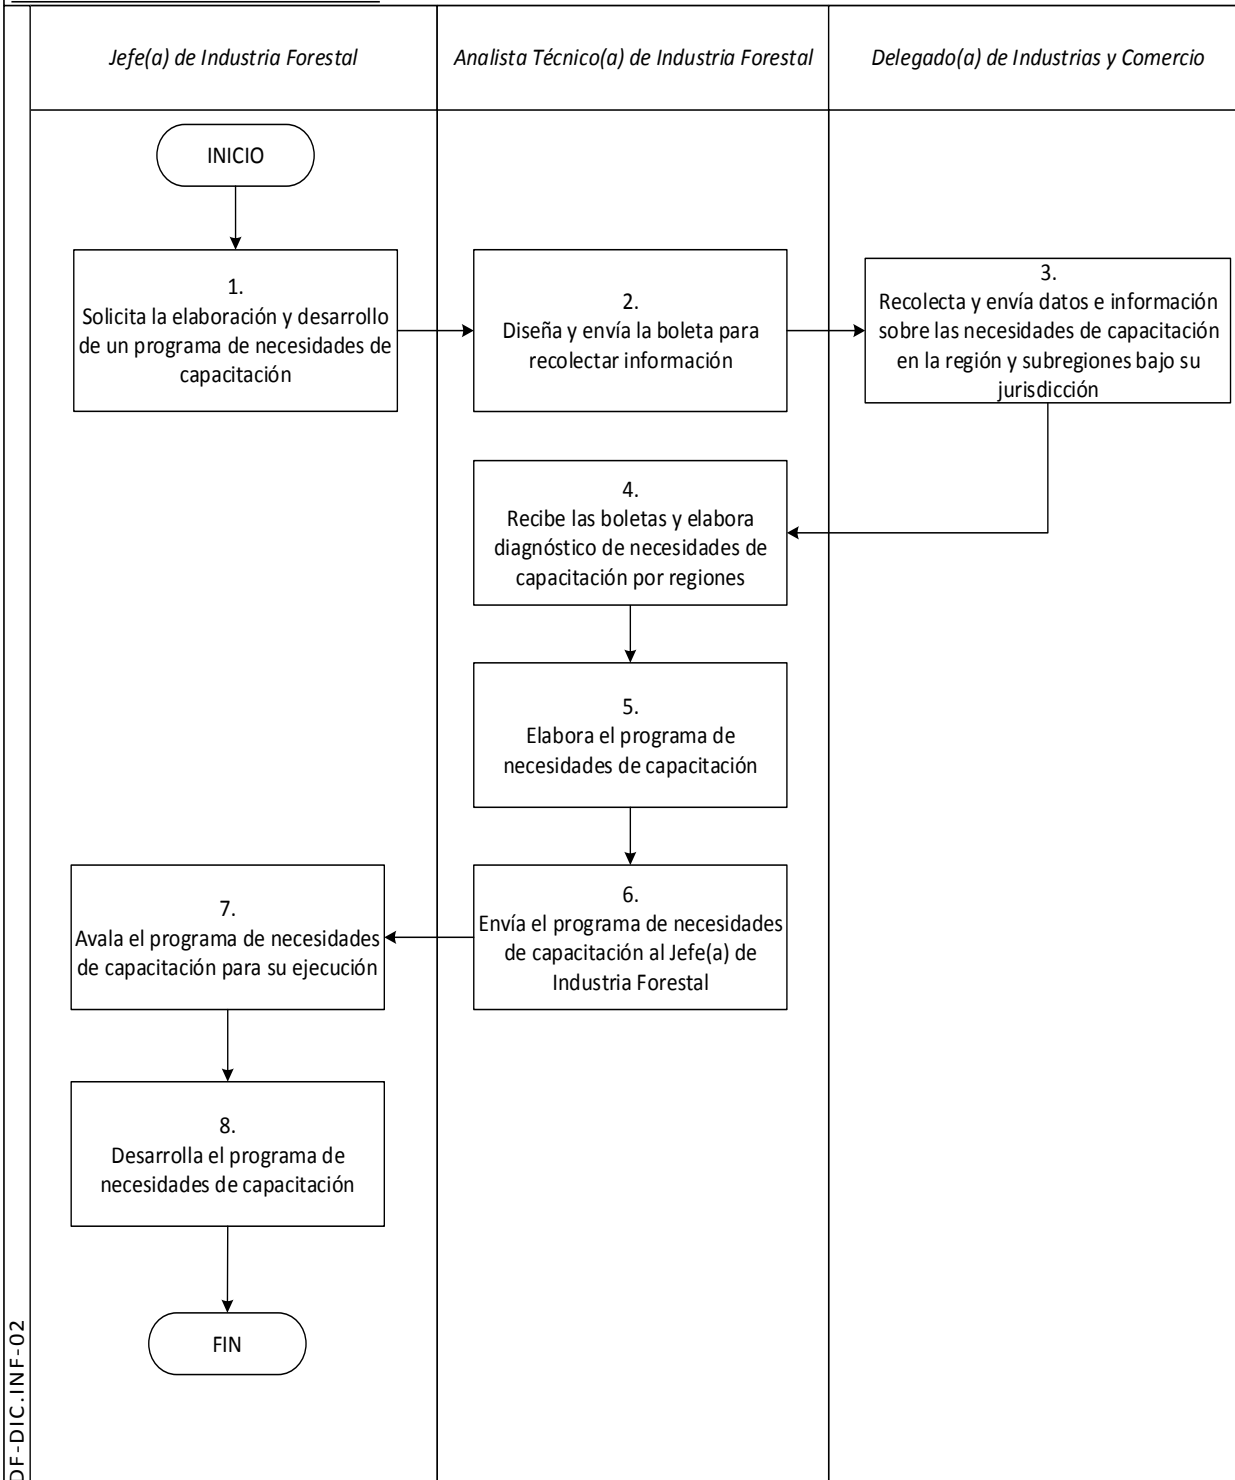 Jefe(a) de Industria Forestal
Analista Técnico(a) de Industria Forestal
Delegado(a) de Industrias y Comercio
INICIO
1.
Solicita la elaboración y desarrollo
de un programa de necesidades de
capacitación
2.
Diseña y envía la boleta para
recolectar información
3.
Recolecta y envía datos e información
sobre las necesidades de capacitación
en la región y subregiones bajo su
jurisdicción
4.
Recibe las boletas y elabora
diagnóstico de necesidades de
capacitación por regiones
5.
Elabora el programa de
necesidades de capacitación
6.
Envía el programa de necesidades
de capacitación al Jefe(a) de
Industria Forestal
7.
Avala el programa de necesidades
de capacitación para su ejecución
8.
Desarrolla el programa de
necesidades de capacitación
FIN
DF-DIC.INF-02